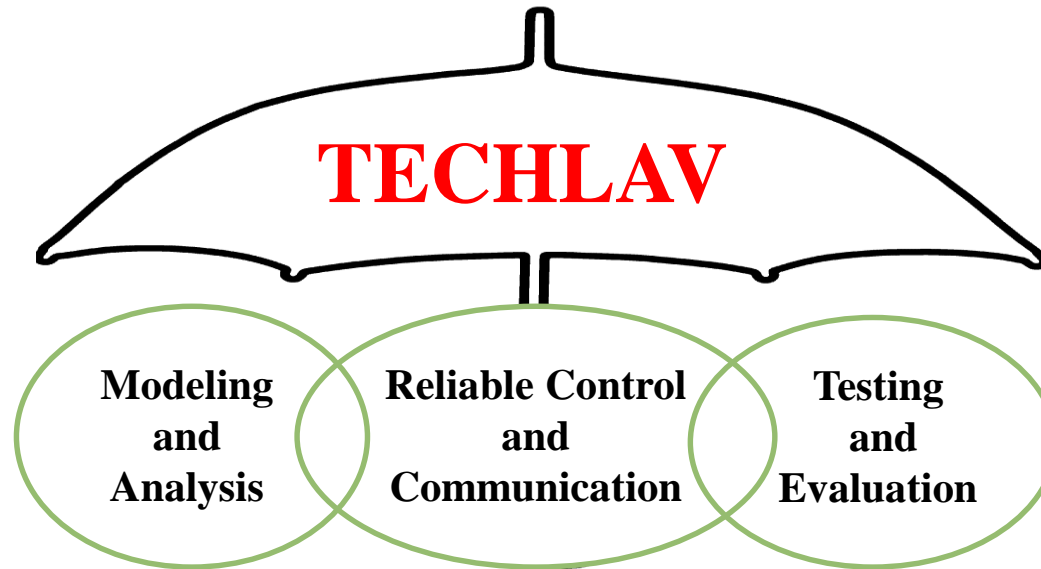 TECHLAV
Modeling
and
Analysis
Reliable Control
and
Communication
Testing
and
Evaluation